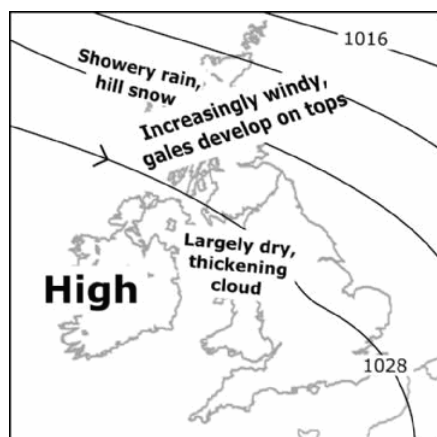 1016
Showery rain,
hill snow
Increasingly windy,
gales develop on tops
Largely dry,
thickening
cloud
High
1028